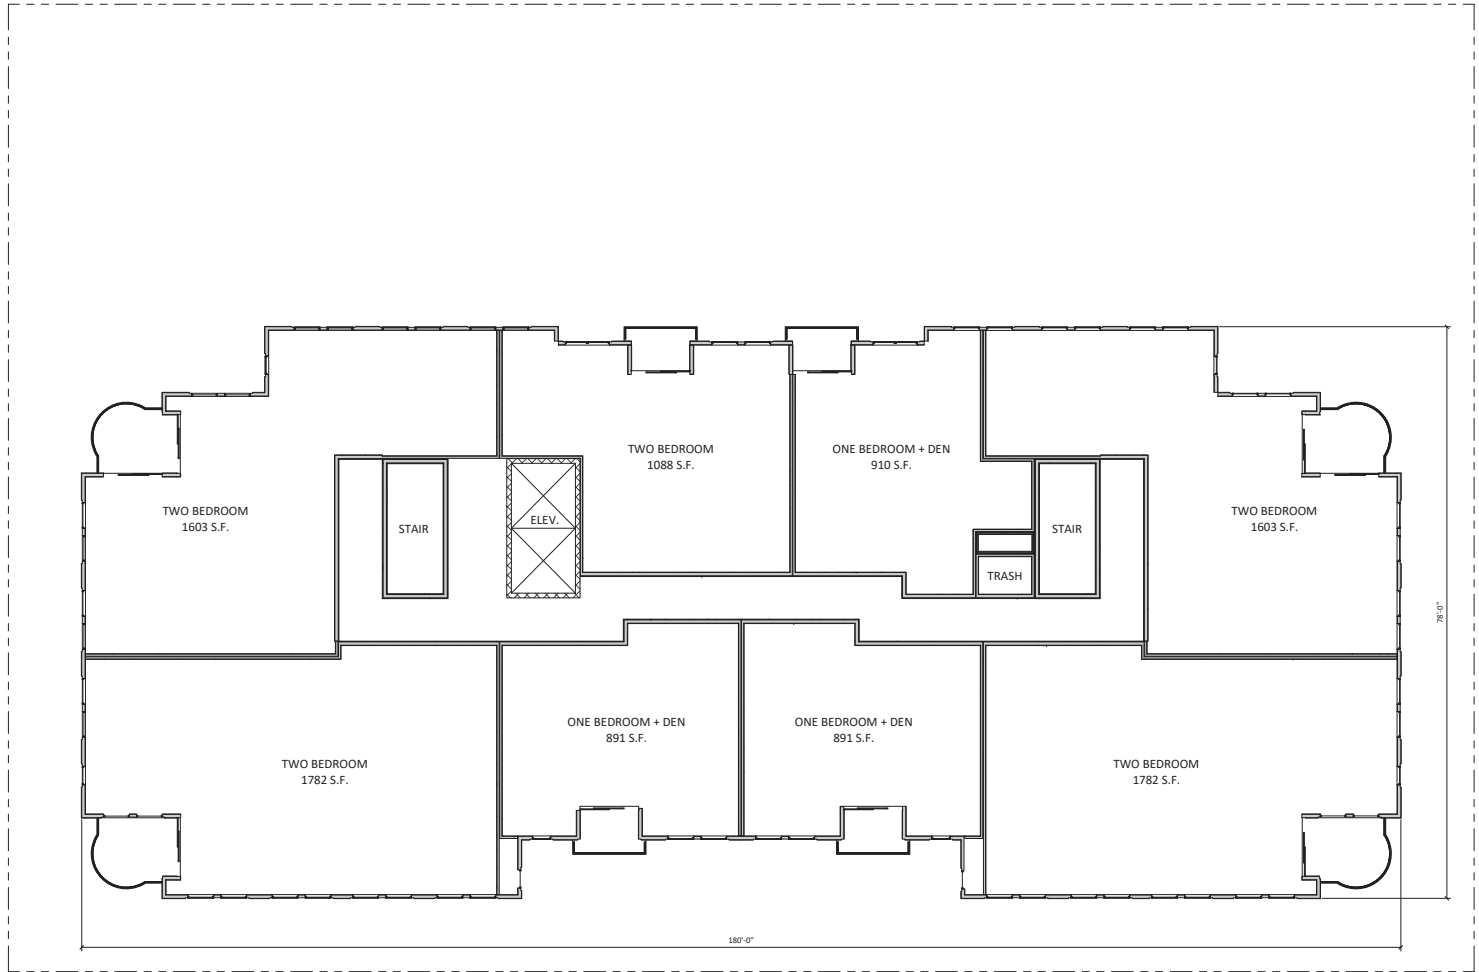 TWO BEDROOM
1088 S.F.
ONE BEDROOM + DEN
910 S.F.
TWO BEDROOM
1603 S.F.
STAIR
ELEV.
STAIR
TWO BEDROOM
1603 S.F.
TRASH
78'-0"
ONE BEDROOM + DEN
891 S.F.
ONE BEDROOM + DEN
891 S.F.
TWO BEDROOM
1782 S.F.
TWO BEDROOM
1782 S.F.
180'-0"